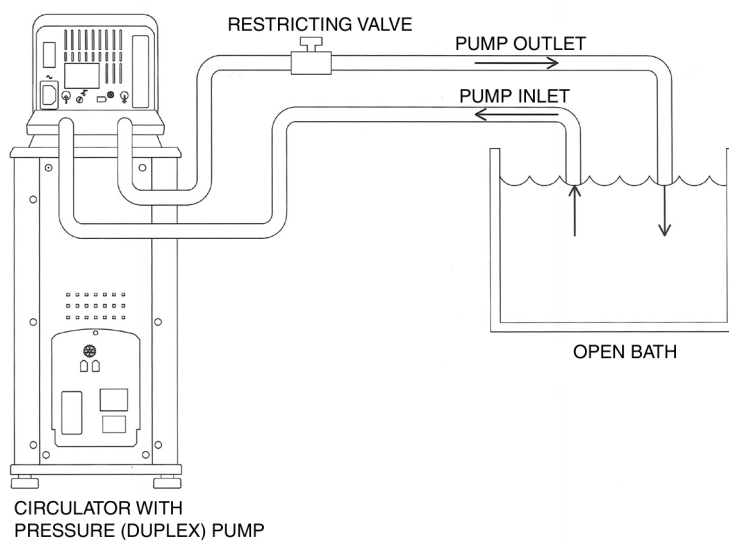 RESTRICTING VALVE
PUMP OUTLET
PUMP INLET
OPEN BATH
CIRCULATOR WITH
PRESSURE (DUPLEX) PUMP